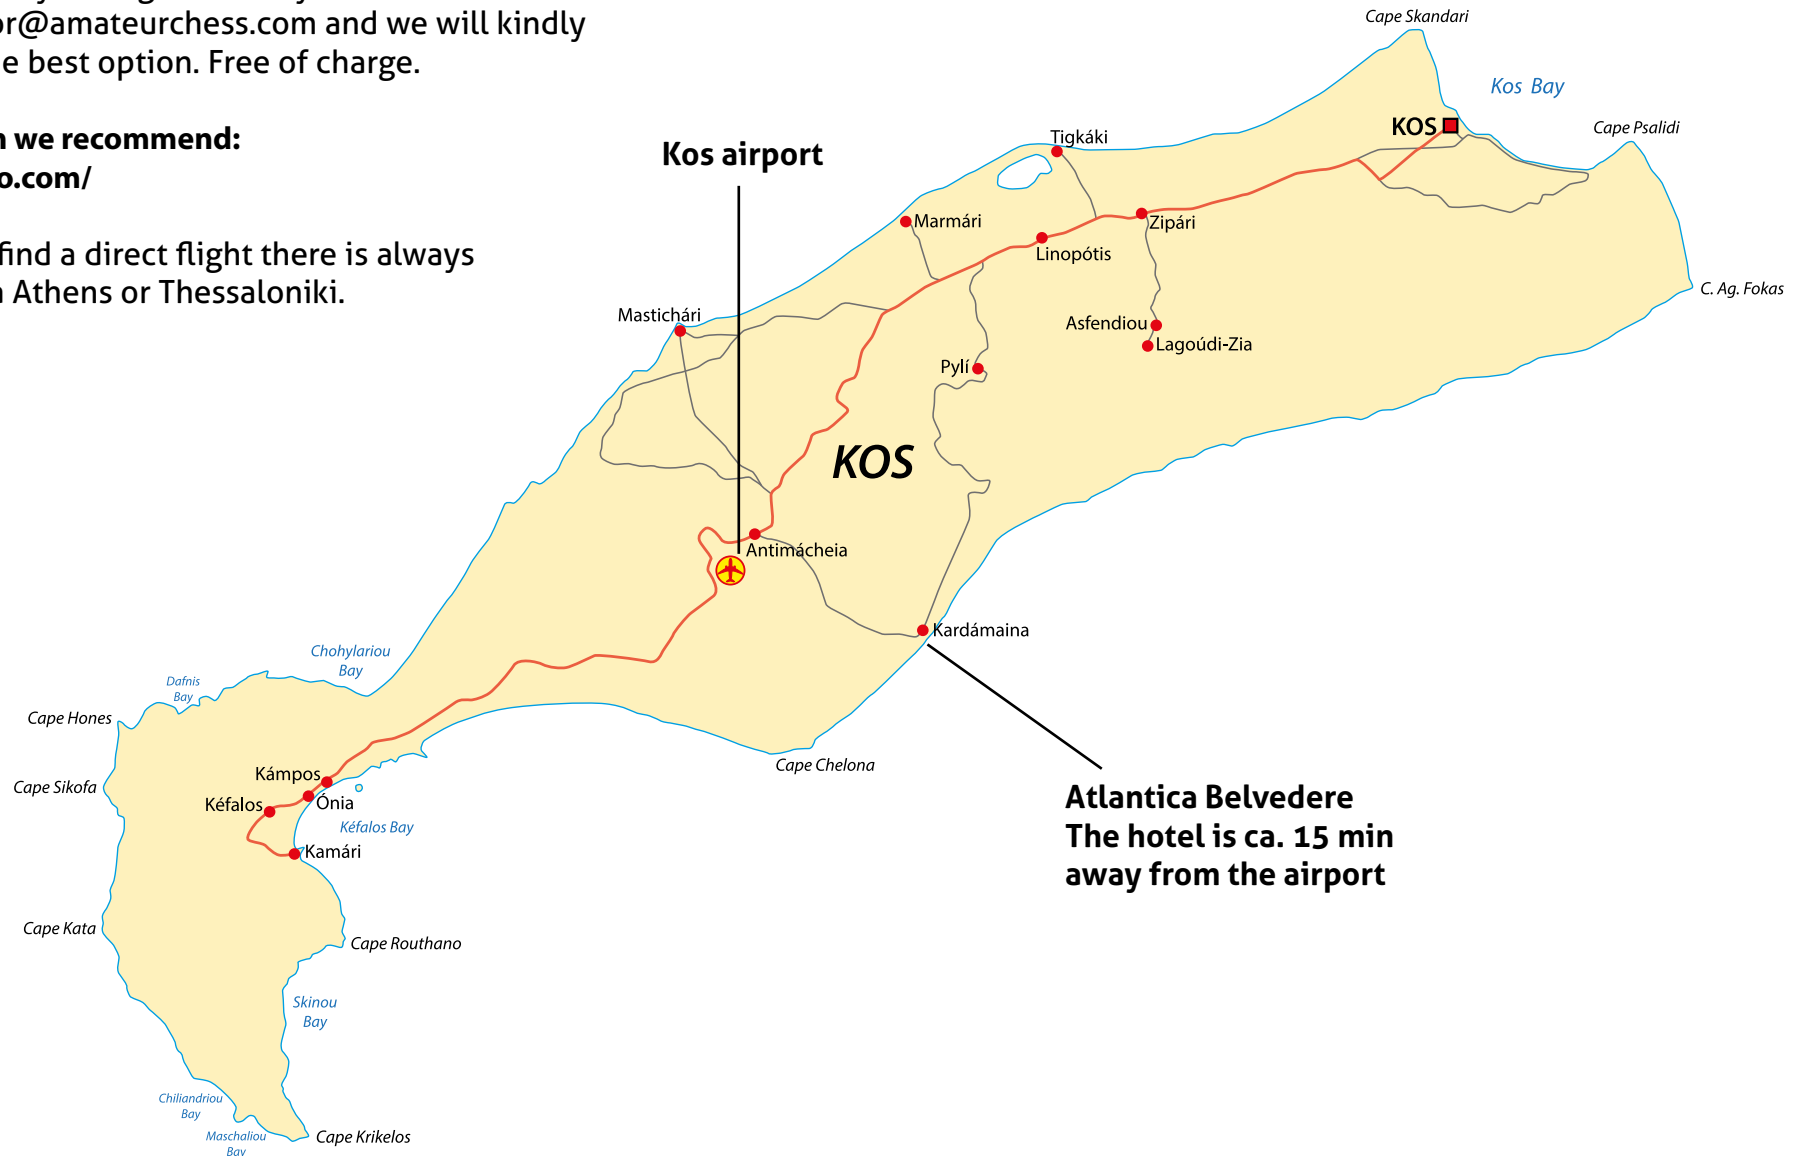 or@amateurchess.com and we will kindly
e best option. Free of charge.
we recommend:
o.com/
find a direct flight there is always
Athens or Thessaloniki.
Kos airport
Cape Skandari
Kos Bay
KOS
Cape Psalidi
Tigkáki
Marmári
Zipári
Linopótis
C. Ag. Fokas
Mastichári
Asfendiou
Lagoúdi-Zia
Pylí
KOS
Antimácheia
Kardámaina
Chohylariou
Bay
Dafnis
Bay
Cape Hones
Cape Chelona
Cape Sikofa
Kámpos
Ónia
Kéfalos
Kéfalos Bay
Kamári
Atlantica Belvedere
The hotel is ca. 15 min
away from the airport
Cape Kata
Cape Routhano
Skinou
Bay
Chiliandriou
Bay
Maschaliou
Bay
Cape Krikelos